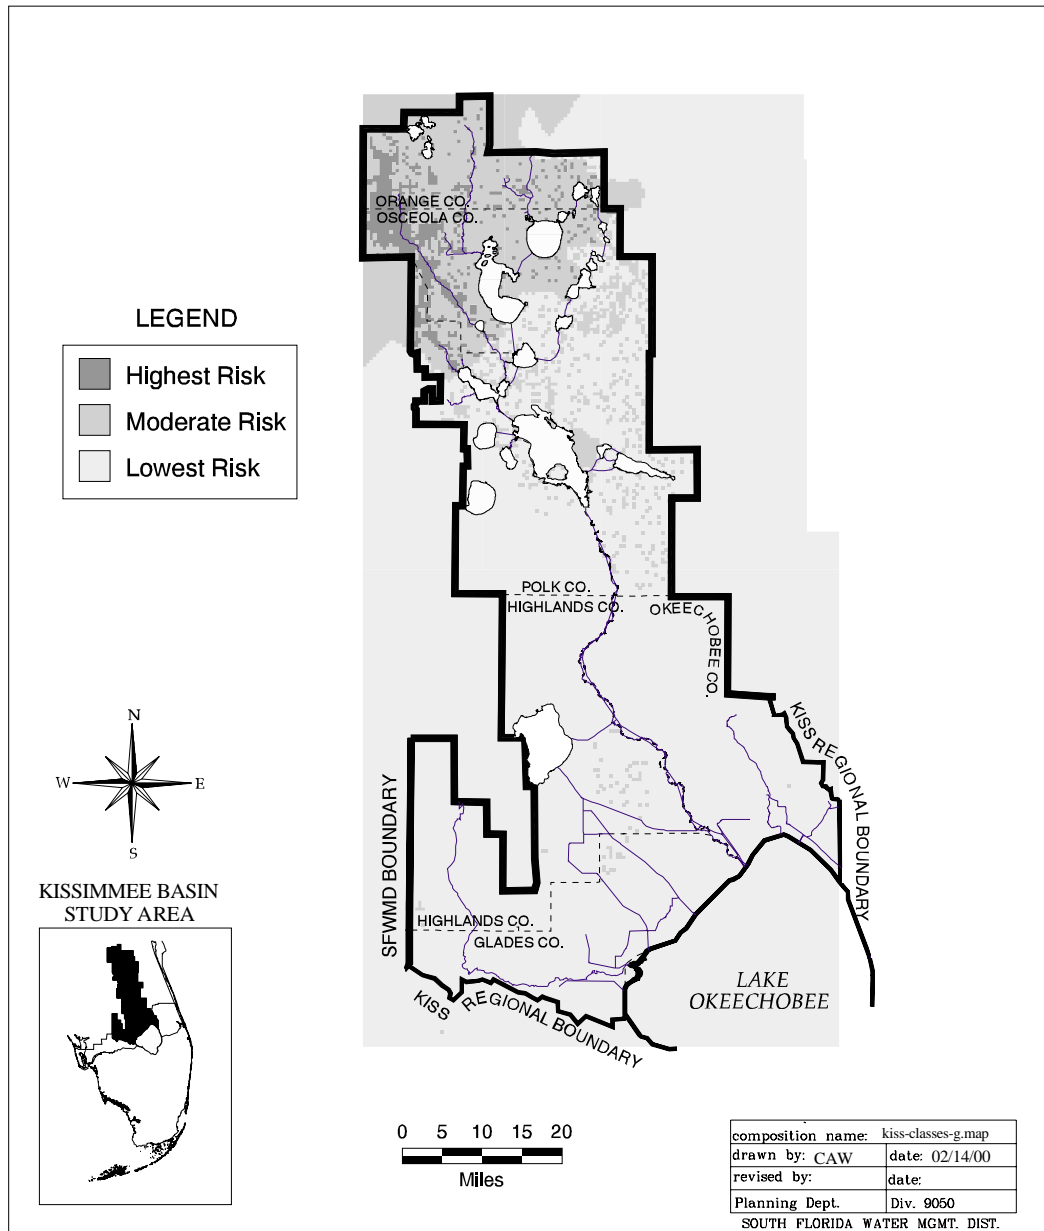 ORANGE CO.
OSCEOLA CO.
LEGEND
Highest Risk
Moderate Risk
Lowest Risk
POLK CO.
HIGHLANDS CO.
OKEECHOBEE CO.
KISS REGIONAL BOUNDARY
N
W
E
S
SFWMD BOUNDARY
KISSIMMEE BASIN
STUDY AREA
HIGHLANDS CO.
GLADES CO.
LAKE
OKEECHOBEE
KISS REGIONAL BOUNDARY
0 5 10 15 20
Miles
composition name: kiss-classes-g.map
drawn by: CAW date: 02/14/00
revised by: date:
Planning Dept. Div. 9050
SOUTH FLORIDA WATER MGMT. DIST.